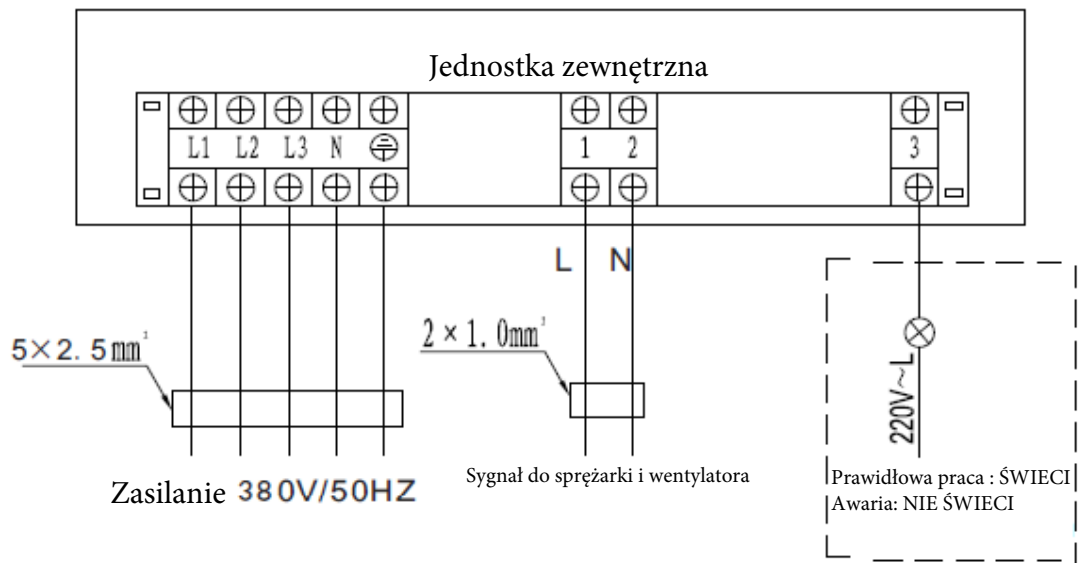 Jednostka zewnętrzna
L1 L2 L3 N 1 2 3
L N
5×2.5mm²
2×1.0mm²
220V~L
Sygnał do sprężarki i wentylatora
Zasilanie 380V/50HZ
Prawidłowa praca : ŚWIECI
Awaria: NIE ŚWIECI